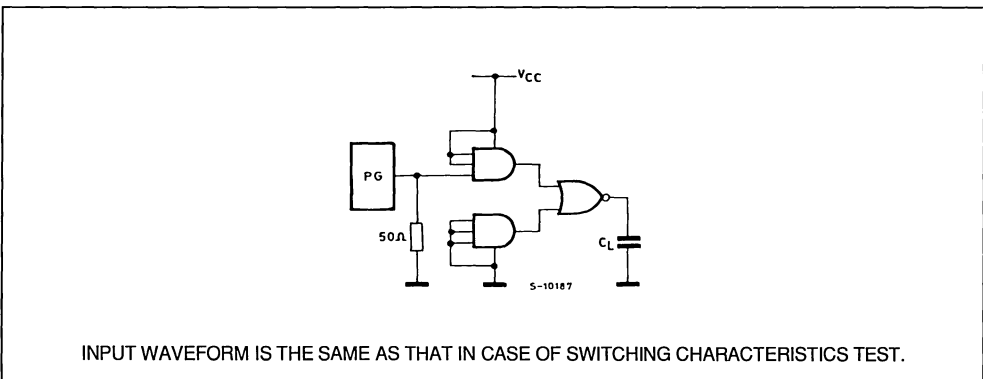 VCC
PG
50Ω
CL
S-10187
INPUT WAVEFORM IS THE SAME AS THAT IN CASE OF SWITCHING CHARACTERISTICS TEST.